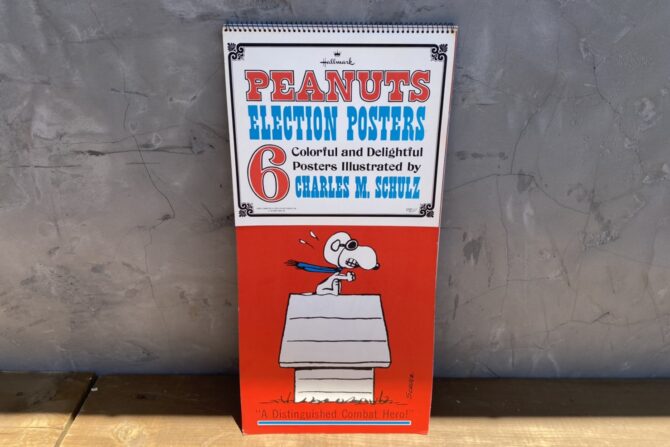 Hallmark
PEANUTS
ELECTION POSTERS
6 Colorful and Delightful
Posters Illustrated by
CHARLES M. SCHULZ
SCHULZ
"A Distinguished Combat Hero!"